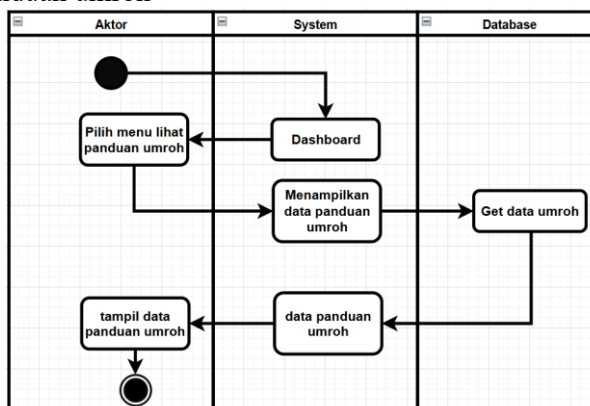 Aktor
System
Database
Dashboard
Pilih menu lihat
panduan umroh
Menampilkan
data panduan
umroh
Get data umroh
data panduan
umroh
tampil data
panduan umroh